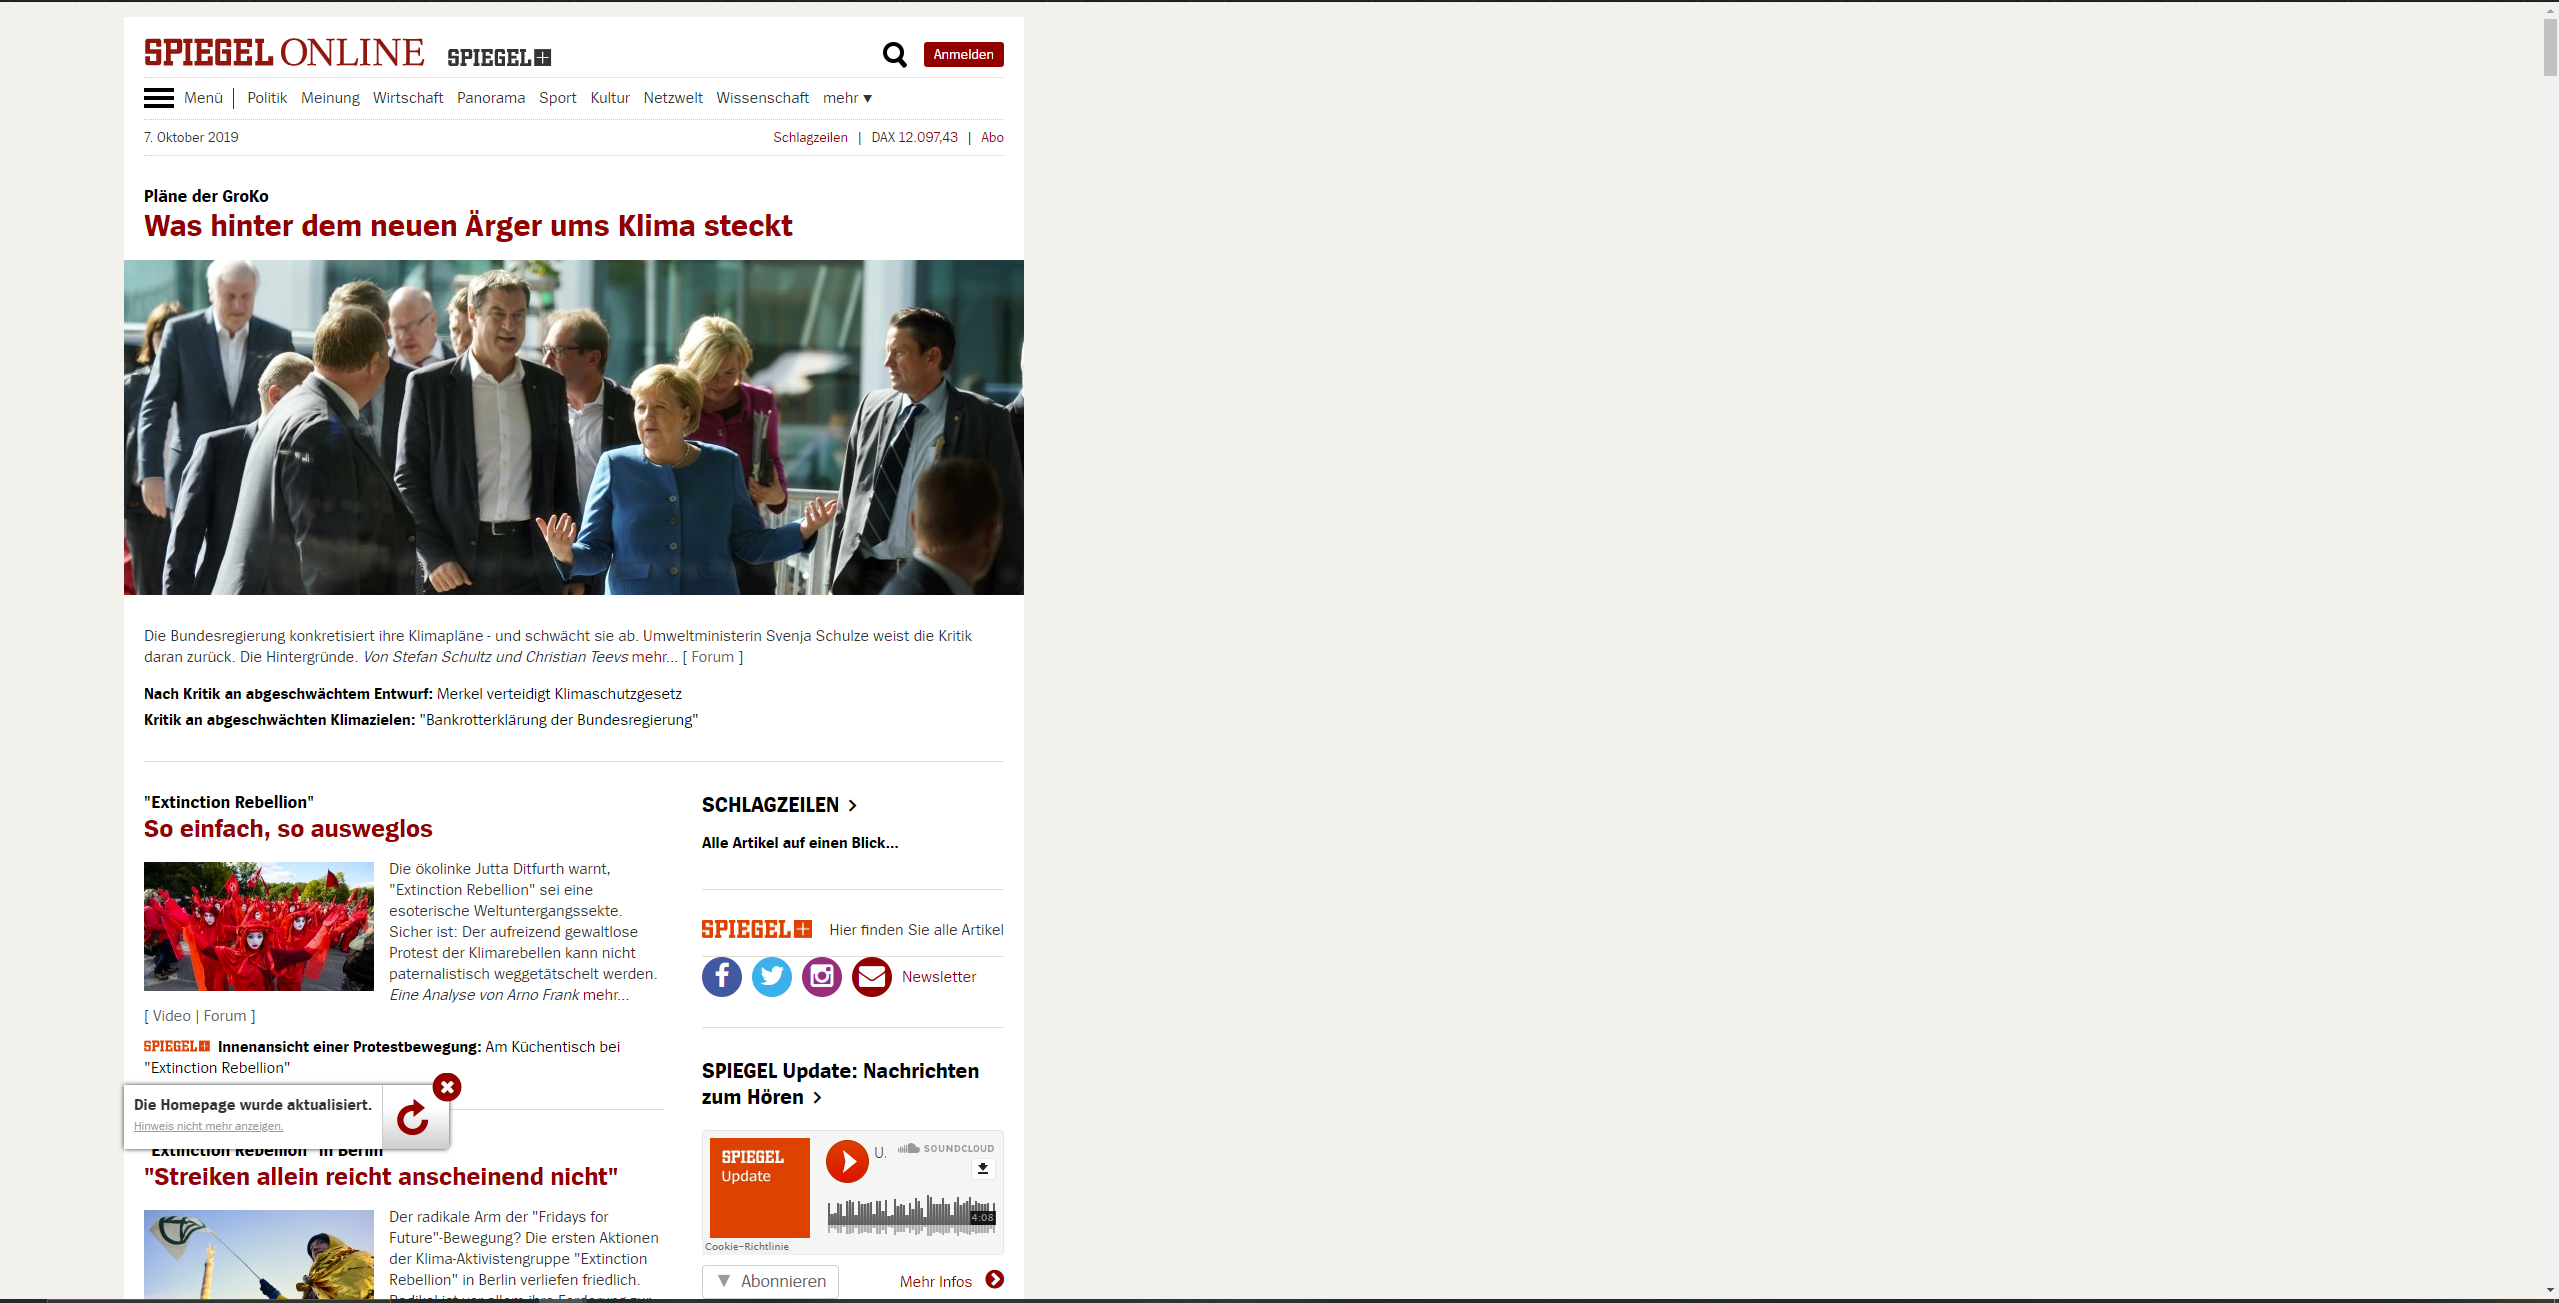 SPIEGEL ONLINE SPIEGEL+
Anmelden
Menü Politik Meinung Wirtschaft Panorama Sport Kultur Netzwelt Wissenschaft mehr ▼
7. Oktober 2019
Schlagzeilen | DAX 12.097,43 | Abo
Pläne der GroKo
Was hinter dem neuen Ärger ums Klima steckt
Die Bundesregierung konkretisiert ihre Klimapläne - und schwächt sie ab. Umweltministerin Svenja Schulze weist die Kritik
daran zurück. Die Hintergründe. Von Stefan Schultz und Christian Teevs mehr... [ Forum ]
Nach Kritik an abgeschwächtem Entwurf: Merkel verteidigt Klimaschutzgesetz
Kritik an abgeschwächten Klimazielen: "Bankrotterklärung der Bundesregierung"
"Extinction Rebellion"
So einfach, so ausweglos
Die ökolinke Jutta Ditfurth warnt,
"Extinction Rebellion" sei eine
esoterische Weltuntergangssekte.
Sicher ist: Der aufreizend gewaltlose
Protest der Klimarebellen kann nicht
paternalistisch weggetätschelt werden.
Eine Analyse von Arno Frank mehr...
[ Video | Forum ]
SPIEGEL+ Innenansicht einer Protestbewegung: Am Küchentisch bei
"Extinction Rebellion"
Die Homepage wurde aktualisiert.
Hinweis nicht mehr anzeigen.
"Extinction Rebellion" in Berlin
"Streiken allein reicht anscheinend nicht"
Der radikale Arm der "Fridays for
Future"-Bewegung? Die ersten Aktionen
der Klima-Aktivistengruppe "Extinction
Rebellion" in Berlin verliefen friedlich.
Radikal ist vor allem ihre Forderung zur
SCHLAGZEILEN
Alle Artikel auf einen Blick...
SPIEGEL+ Hier finden Sie alle Artikel
Newsletter
SPIEGEL Update: Nachrichten
zum Hören
SPIEGEL
Update
U.
SOUNDCLOUD
4:08
Cookie-Richtlinie
▼ Abonnieren
Mehr Infos